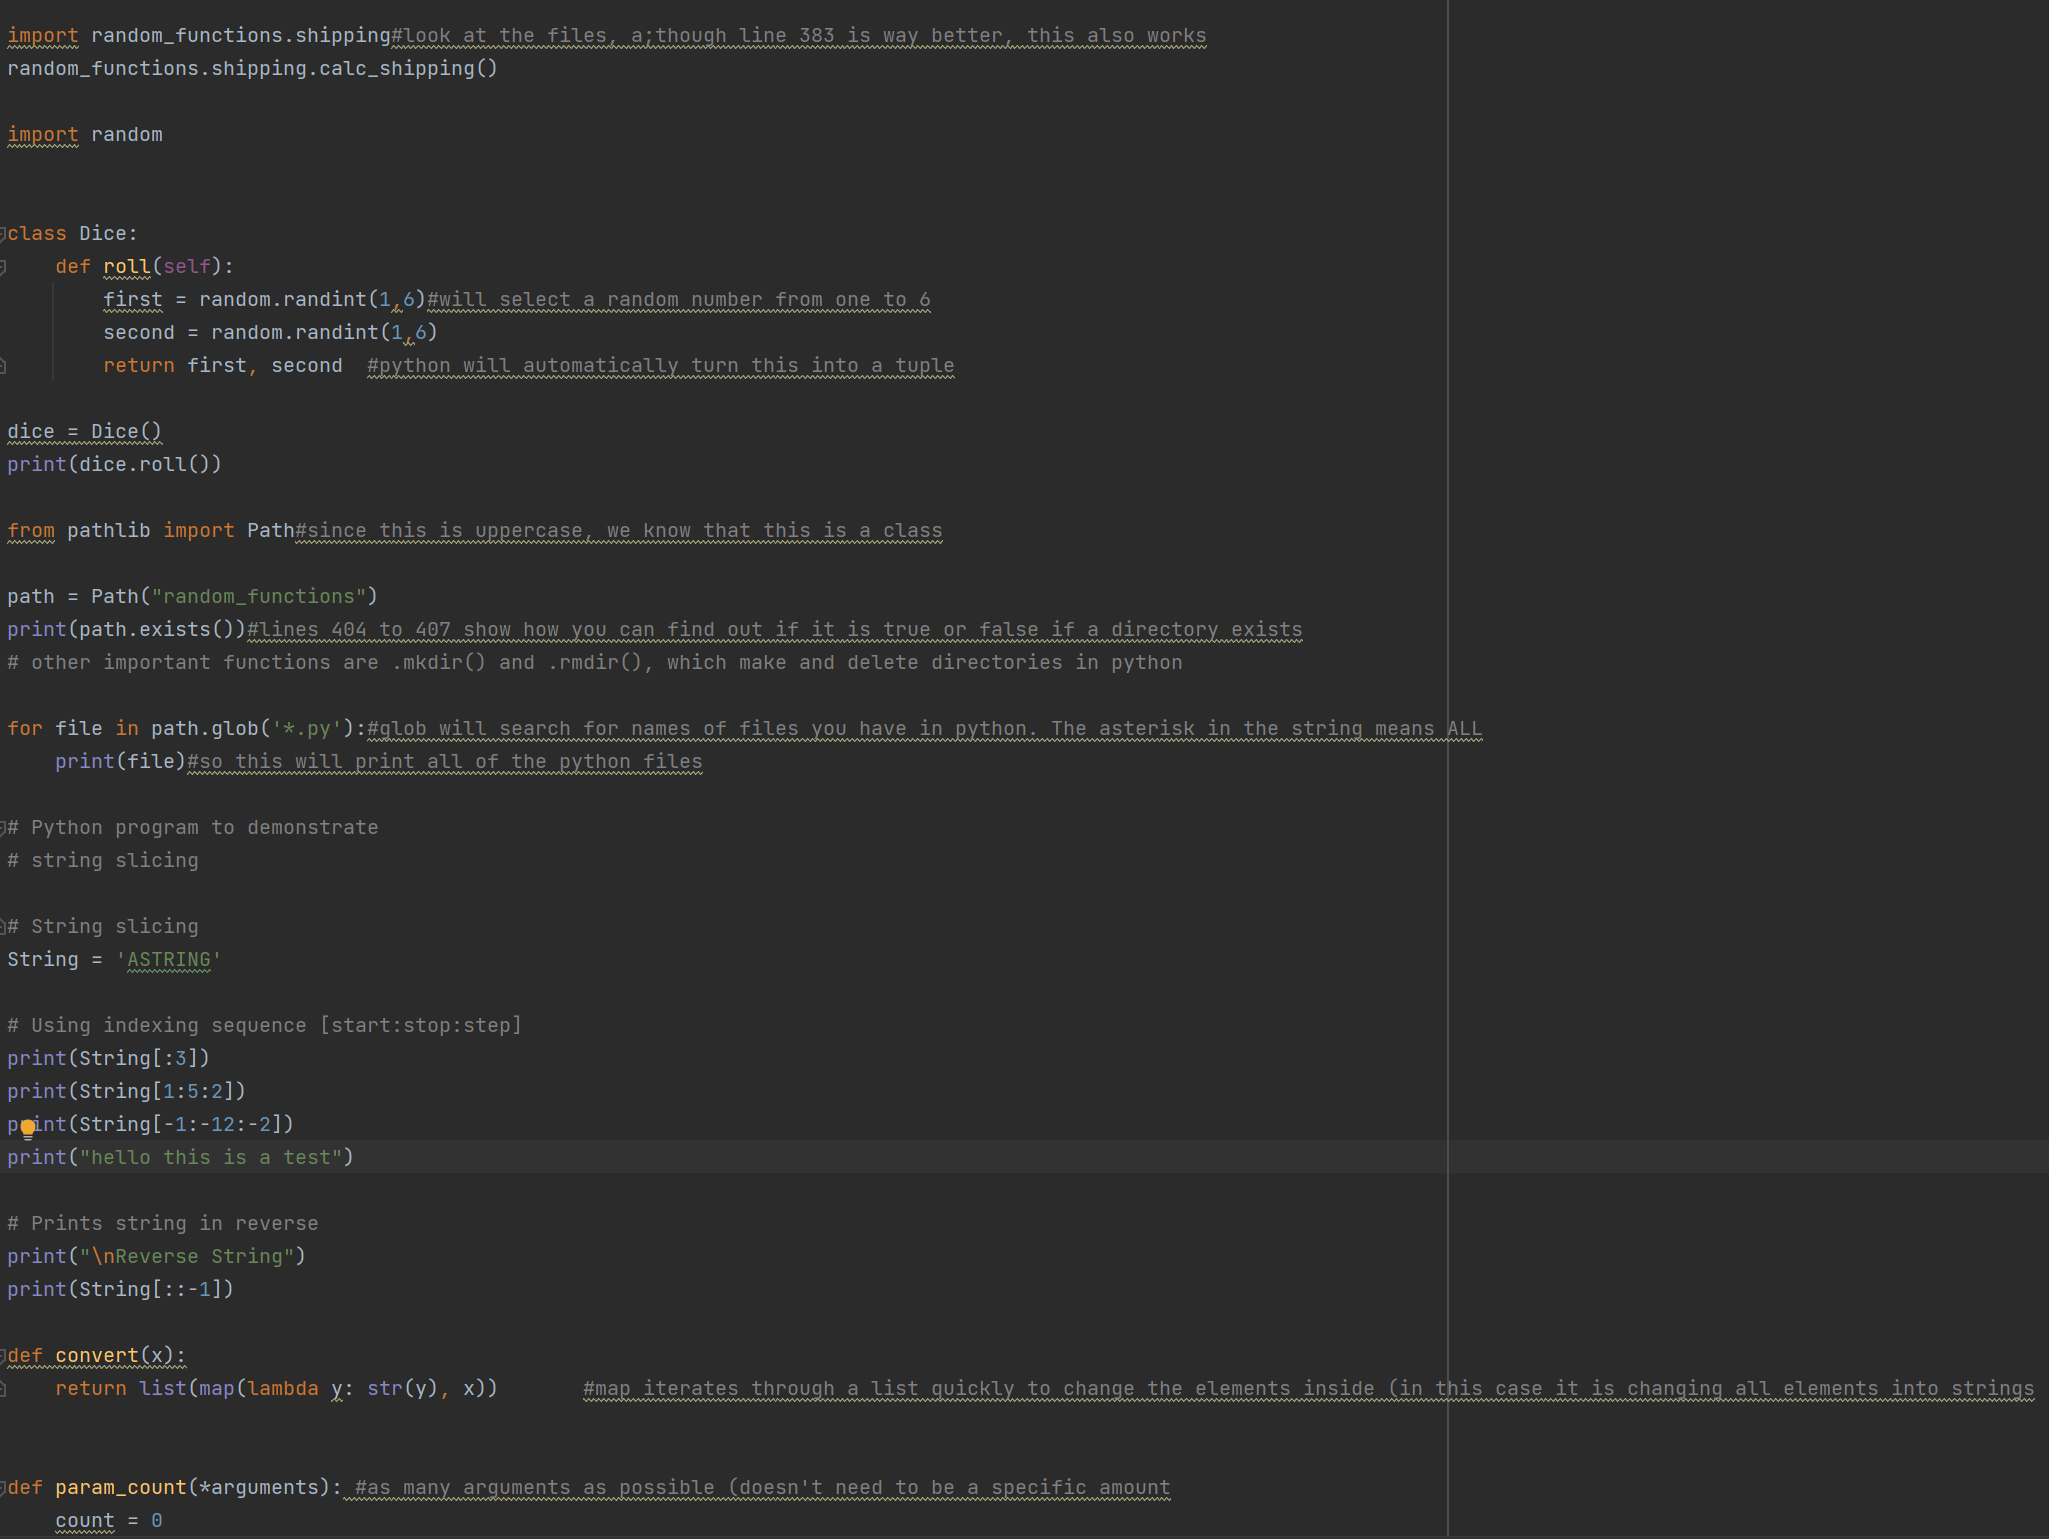 import random_functions.shipping#look at the files, a;though line 383 is way better, this also works
random_functions.shipping.calc_shipping()
import random
class Dice:
    def roll(self):
        first = random.randint(1,6)#will select a random number from one to 6
        second = random.randint(1,6)
        return first, second  #python will automatically turn this into a tuple
dice = Dice()
print(dice.roll())
from pathlib import Path#since this is uppercase, we know that this is a class
path = Path("random_functions")
print(path.exists())#lines 404 to 407 show how you can find out if it is true or false if a directory exists
# other important functions are .mkdir() and .rmdir(), which make and delete directories in python
for file in path.glob('*.py'):#glob will search for names of files you have in python. The asterisk in the string means ALL
    print(file)#so this will print all of the python files
# Python program to demonstrate
# string slicing
# String slicing
String = 'ASTRING'
# Using indexing sequence [start:stop:step]
print(String[:3])
print(String[1:5:2])
print(String[-1:-12:-2])
print("hello this is a test")
# Prints string in reverse
print("\nReverse String")
print(String[::-1])
def convert(x):
    return list(map(lambda y: str(y), x))       #map iterates through a list quickly to change the elements inside (in this case it is changing all elements into strings
def param_count(*arguments): #as many arguments as possible (doesn't need to be a specific amount
    count = 0